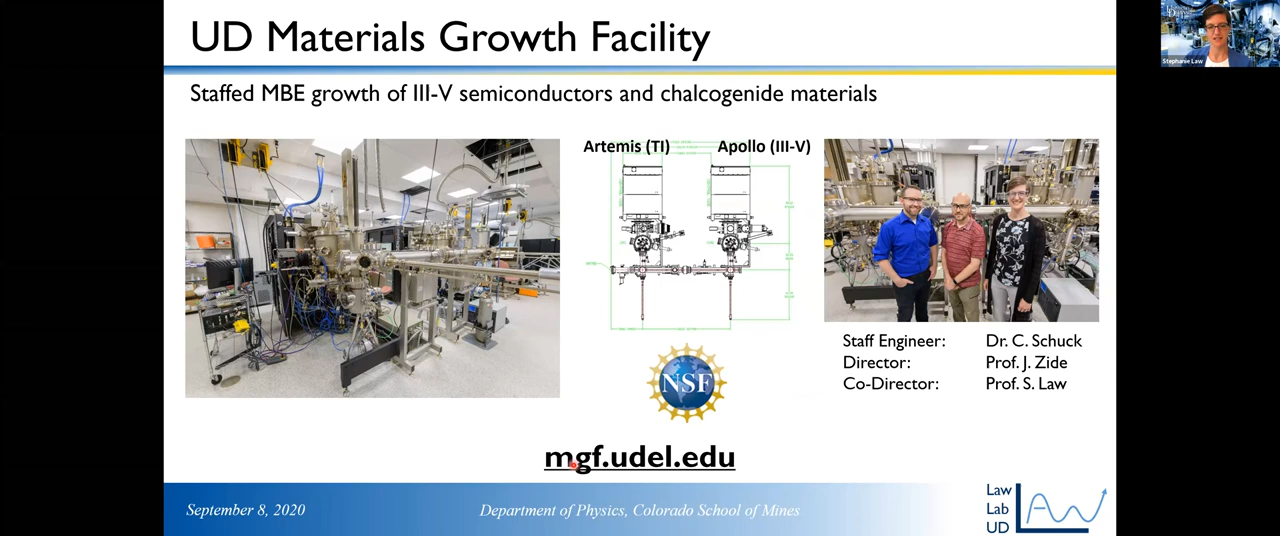 UD Materials Growth Facility
Stephanie Law
Staffed MBE growth of III-V semiconductors and chalcogenide materials
Artemis (TI) Apollo (III-V)
Staff Engineer: Dr. C. Schuck
Director: Prof. J. Zide
Co-Director: Prof. S. Law
NSF
mgf.udel.edu
September 8, 2020
Department of Physics, Colorado School of Mines
Law
Lab
UD